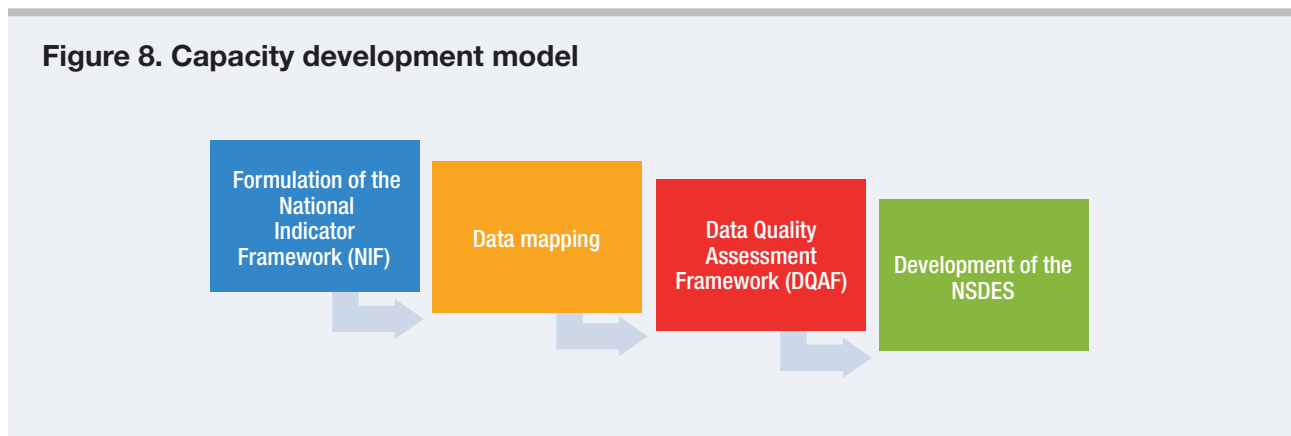 Figure 8. Capacity development model
Formulation of the
National
Indicator
Framework (NIF)
Data mapping
Data Quality
Assessment
Framework (DQAF)
Development of the
NSDES